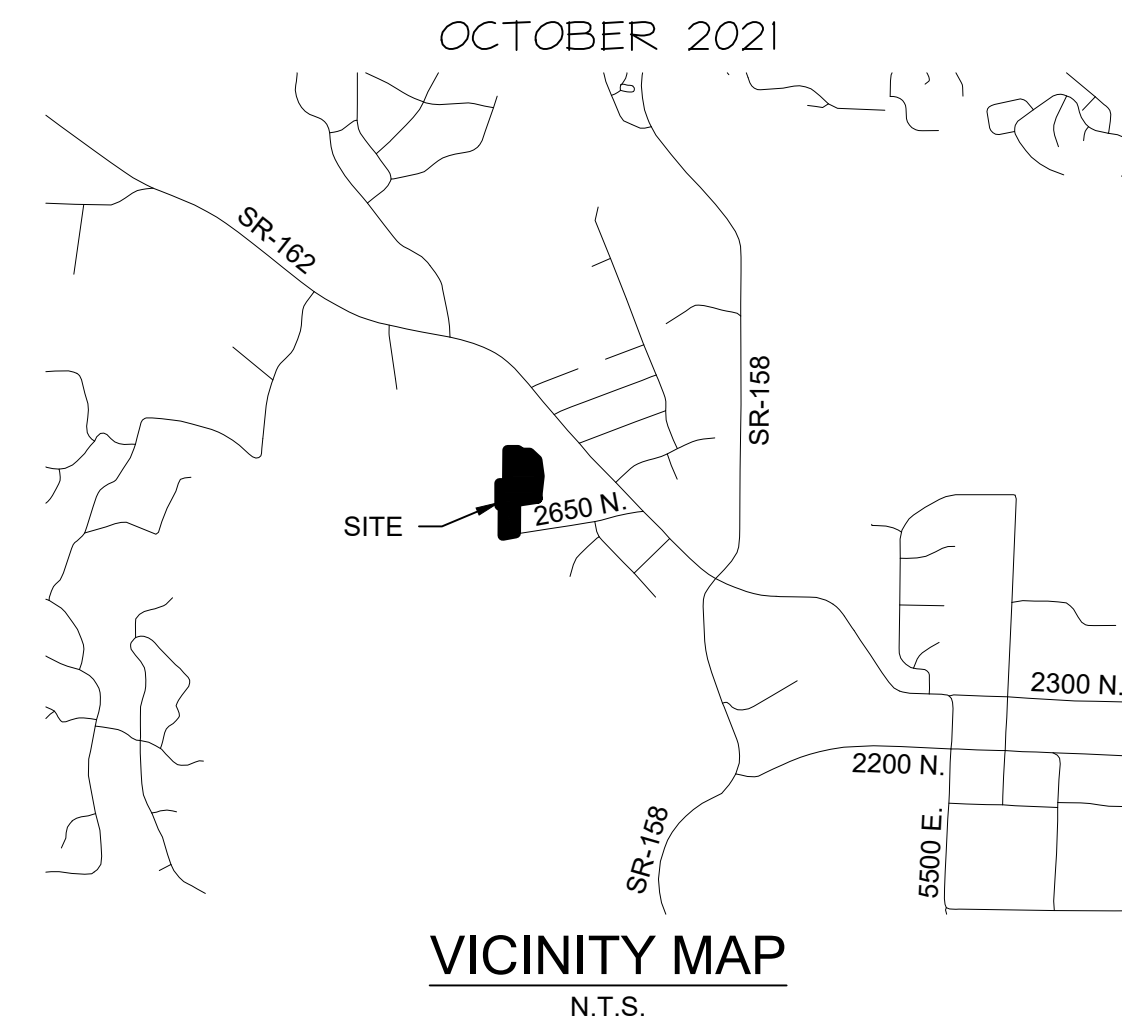 OCTOBER 2021
SR-162
SR-158
SITE
2650 N.
2300 N.
2200 N.
SR-158
5500 E.
VICINITY MAP
N.T.S.